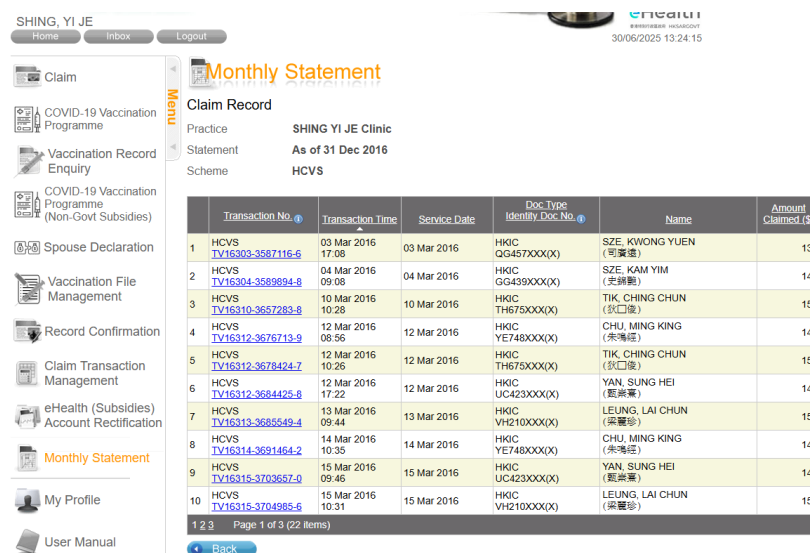 SHING, YI JE
Home
Inbox
Logout
eHealth
30/06/2025 13:24:15
Claim
COVID-19 Vaccination
Programme
Vaccination Record
Enquiry
COVID-19 Vaccination
Programme
(Non-Govt Subsidies)
Spouse Declaration
Vaccination File
Management
Record Confirmation
Claim Transaction
Management
eHealth (Subsidies)
Account Rectification
Monthly Statement
My Profile
User Manual
Menu
Monthly Statement
Claim Record
Practice SHING YI JE Clinic
Statement As of 31 Dec 2016
Scheme HCVS
Transaction No. Transaction Time Service Date Doc Type Identity Doc No. Name Amount Claimed ($
1 HCVS TV16303-3587116-6 03 Mar 2016 17:08 03 Mar 2016 HKIC QG457XXX(X) SZE, KWONG YUEN (司廣遠) 13
2 HCVS TV16304-3589894-8 04 Mar 2016 09:08 04 Mar 2016 HKIC GG439XXX(X) SZE, KAM YIM (史錦艷) 14
3 HCVS TV16310-3657283-8 10 Mar 2016 10:28 10 Mar 2016 HKIC TH675XXX(X) TIK, CHING CHUN (狄□俊) 15
4 HCVS TV16312-3676713-9 12 Mar 2016 08:56 12 Mar 2016 HKIC YE748XXX(X) CHU, MING KING (朱鳴經) 14
5 HCVS TV16312-3678424-7 12 Mar 2016 10:26 12 Mar 2016 HKIC TH675XXX(X) TIK, CHING CHUN (狄□俊) 15
6 HCVS TV16312-3684425-8 12 Mar 2016 17:22 12 Mar 2016 HKIC UC423XXX(X) YAN, SUNG HEI 14
7 HCVS TV16313-3685549-4 13 Mar 2016 09:44 13 Mar 2016 HKIC VH210XXX(X) LEUNG, LAI CHUN (梁麗珍) 15
8 HCVS TV16314-3691464-2 14 Mar 2016 10:35 14 Mar 2016 HKIC YE748XXX(X) CHU, MING KING (朱鳴經) 14
9 HCVS TV16315-3703657-0 15 Mar 2016 09:46 15 Mar 2016 HKIC UC423XXX(X) YAN, SUNG HEI 14
10 HCVS TV16315-3704985-6 15 Mar 2016 10:31 15 Mar 2016 HKIC VH210XXX(X) LEUNG, LAI CHUN (梁麗珍) 15
1 2 3 Page 1 of 3 (22 items)
Back